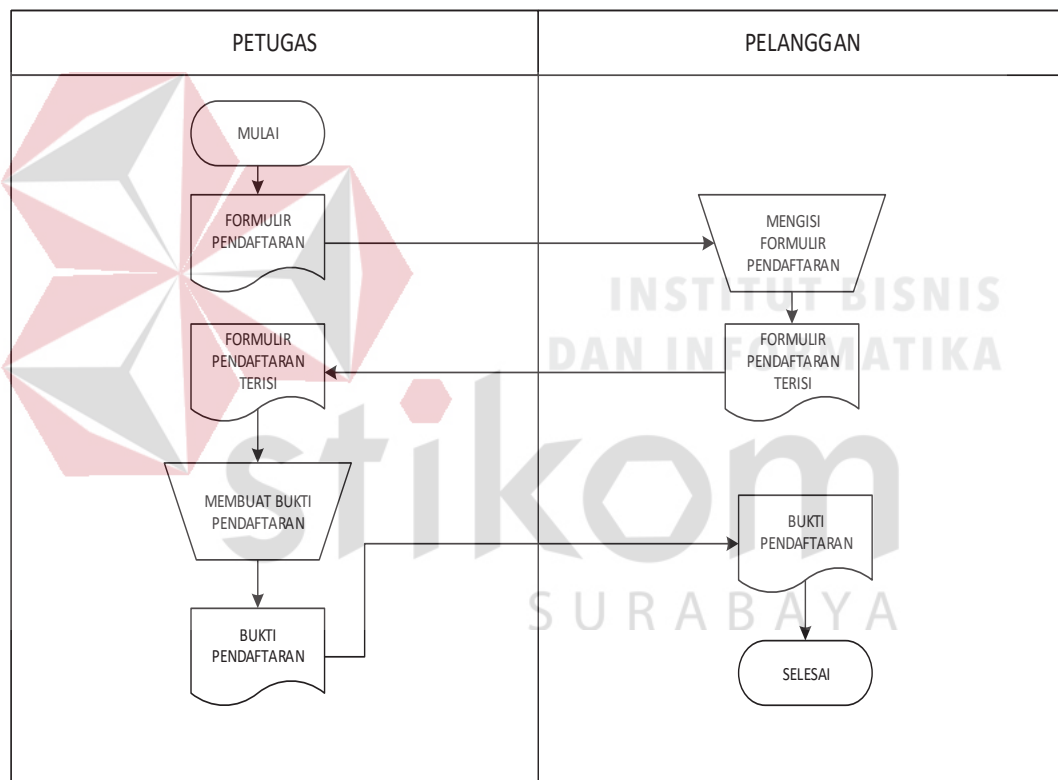 PETUGAS
PELANGGAN
MULAI
FORMULIR
PENDAFTARAN
MENGISI
FORMULIR
PENDAFTARAN
FORMULIR
PENDAFTARAN
TERISI
FORMULIR
PENDAFTARAN
TERISI
MEMBUAT BUKTI
PENDAFTARAN
BUKTI
PENDAFTARAN
BUKTI
PENDAFTARAN
SELESAI
INSTITUT BISNIS
DAN INFORMATIKA
stikom
SURABAYA